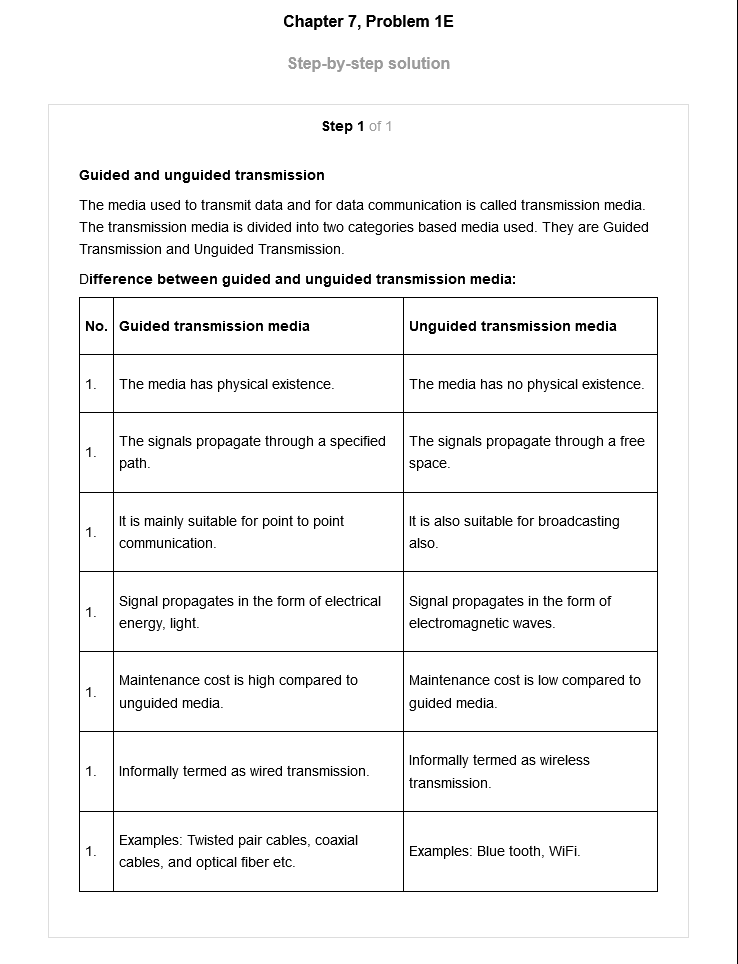 Chapter 7, Problem 1E
Step-by-step solution
Step 1 of 1
Guided and unguided transmission
The media used to transmit data and for data communication is called transmission media.
The transmission media is divided into two categories based media used. They are Guided
Transmission and Unguided Transmission.
Difference between guided and unguided transmission media:
No. Guided transmission media Unguided transmission media
1. The media has physical existence. The media has no physical existence.
1. The signals propagate through a specified path. The signals propagate through a free space.
1. It is mainly suitable for point to point communication. It is also suitable for broadcasting also.
1. Signal propagates in the form of electrical energy, light. Signal propagates in the form of electromagnetic waves.
1. Maintenance cost is high compared to unguided media. Maintenance cost is low compared to guided media.
1. Informally termed as wired transmission. Informally termed as wireless transmission.
1. Examples: Twisted pair cables, coaxial cables, and optical fiber etc. Examples: Blue tooth, WiFi.